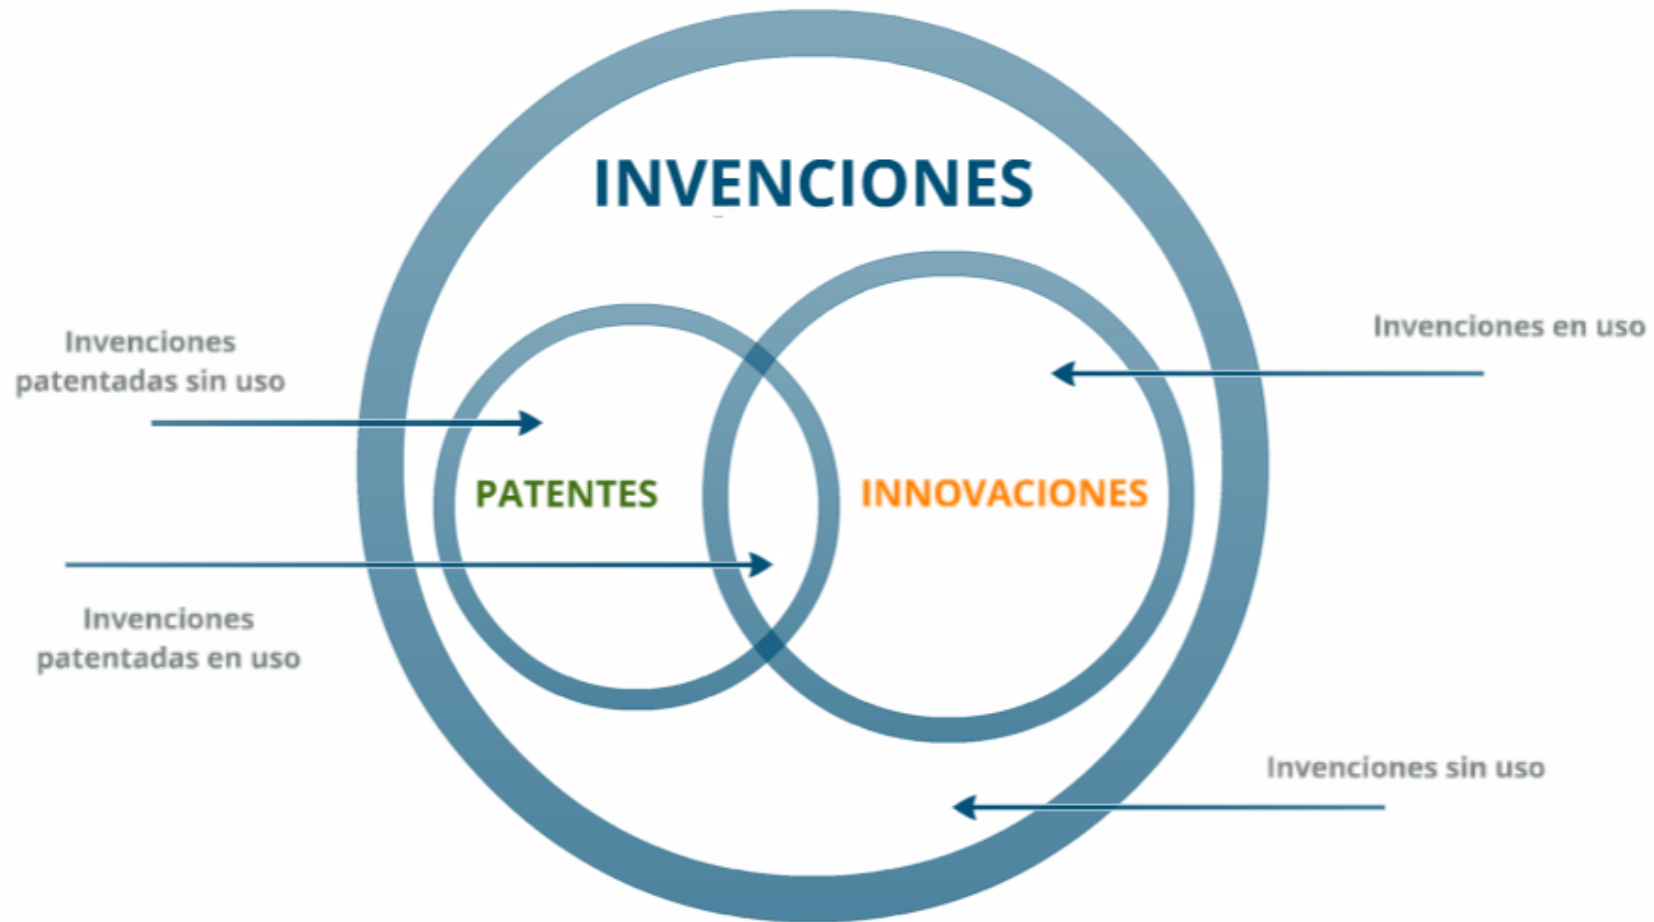 INVENCIONES
Invenciones
patentadas sin uso
Invenciones en uso
PATENTES
INNOVACIONES
Invenciones
patentadas en uso
Invenciones sin uso